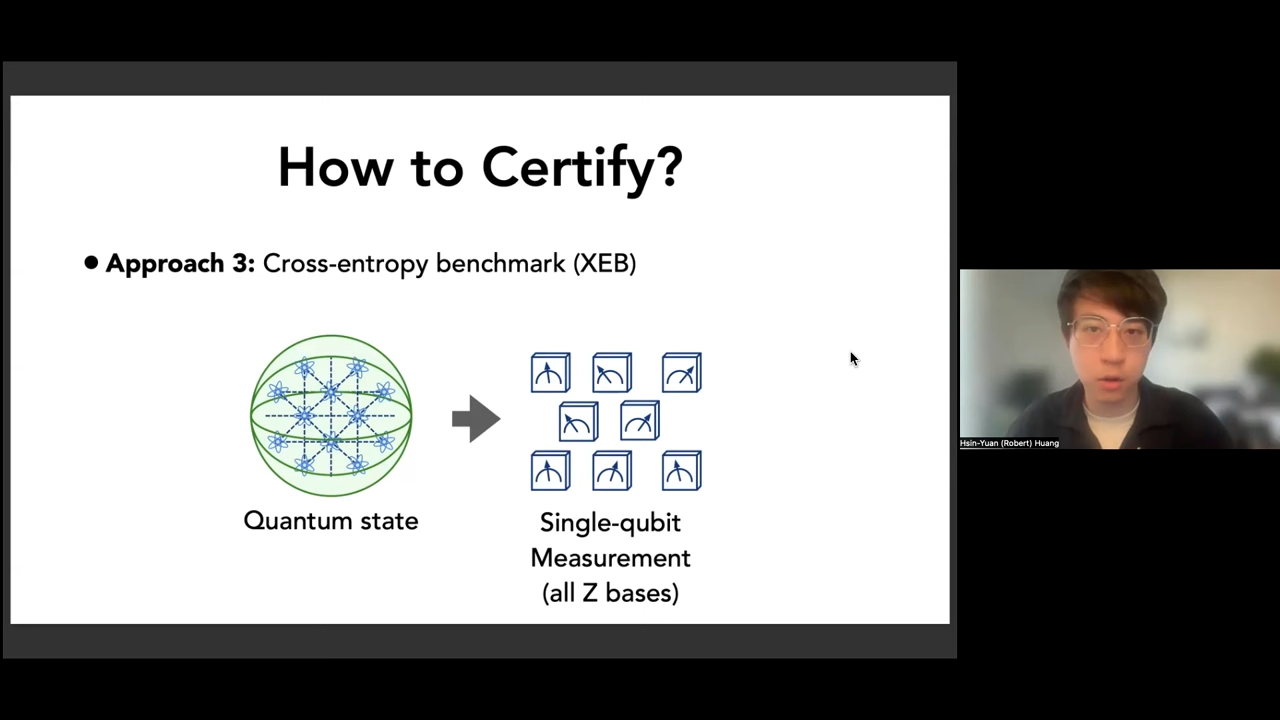 How to Certify?
● Approach 3: Cross-entropy benchmark (XEB)
Quantum state
Single-qubit
Measurement
(all Z bases)
Hsin-Yuan (Robert) Huang